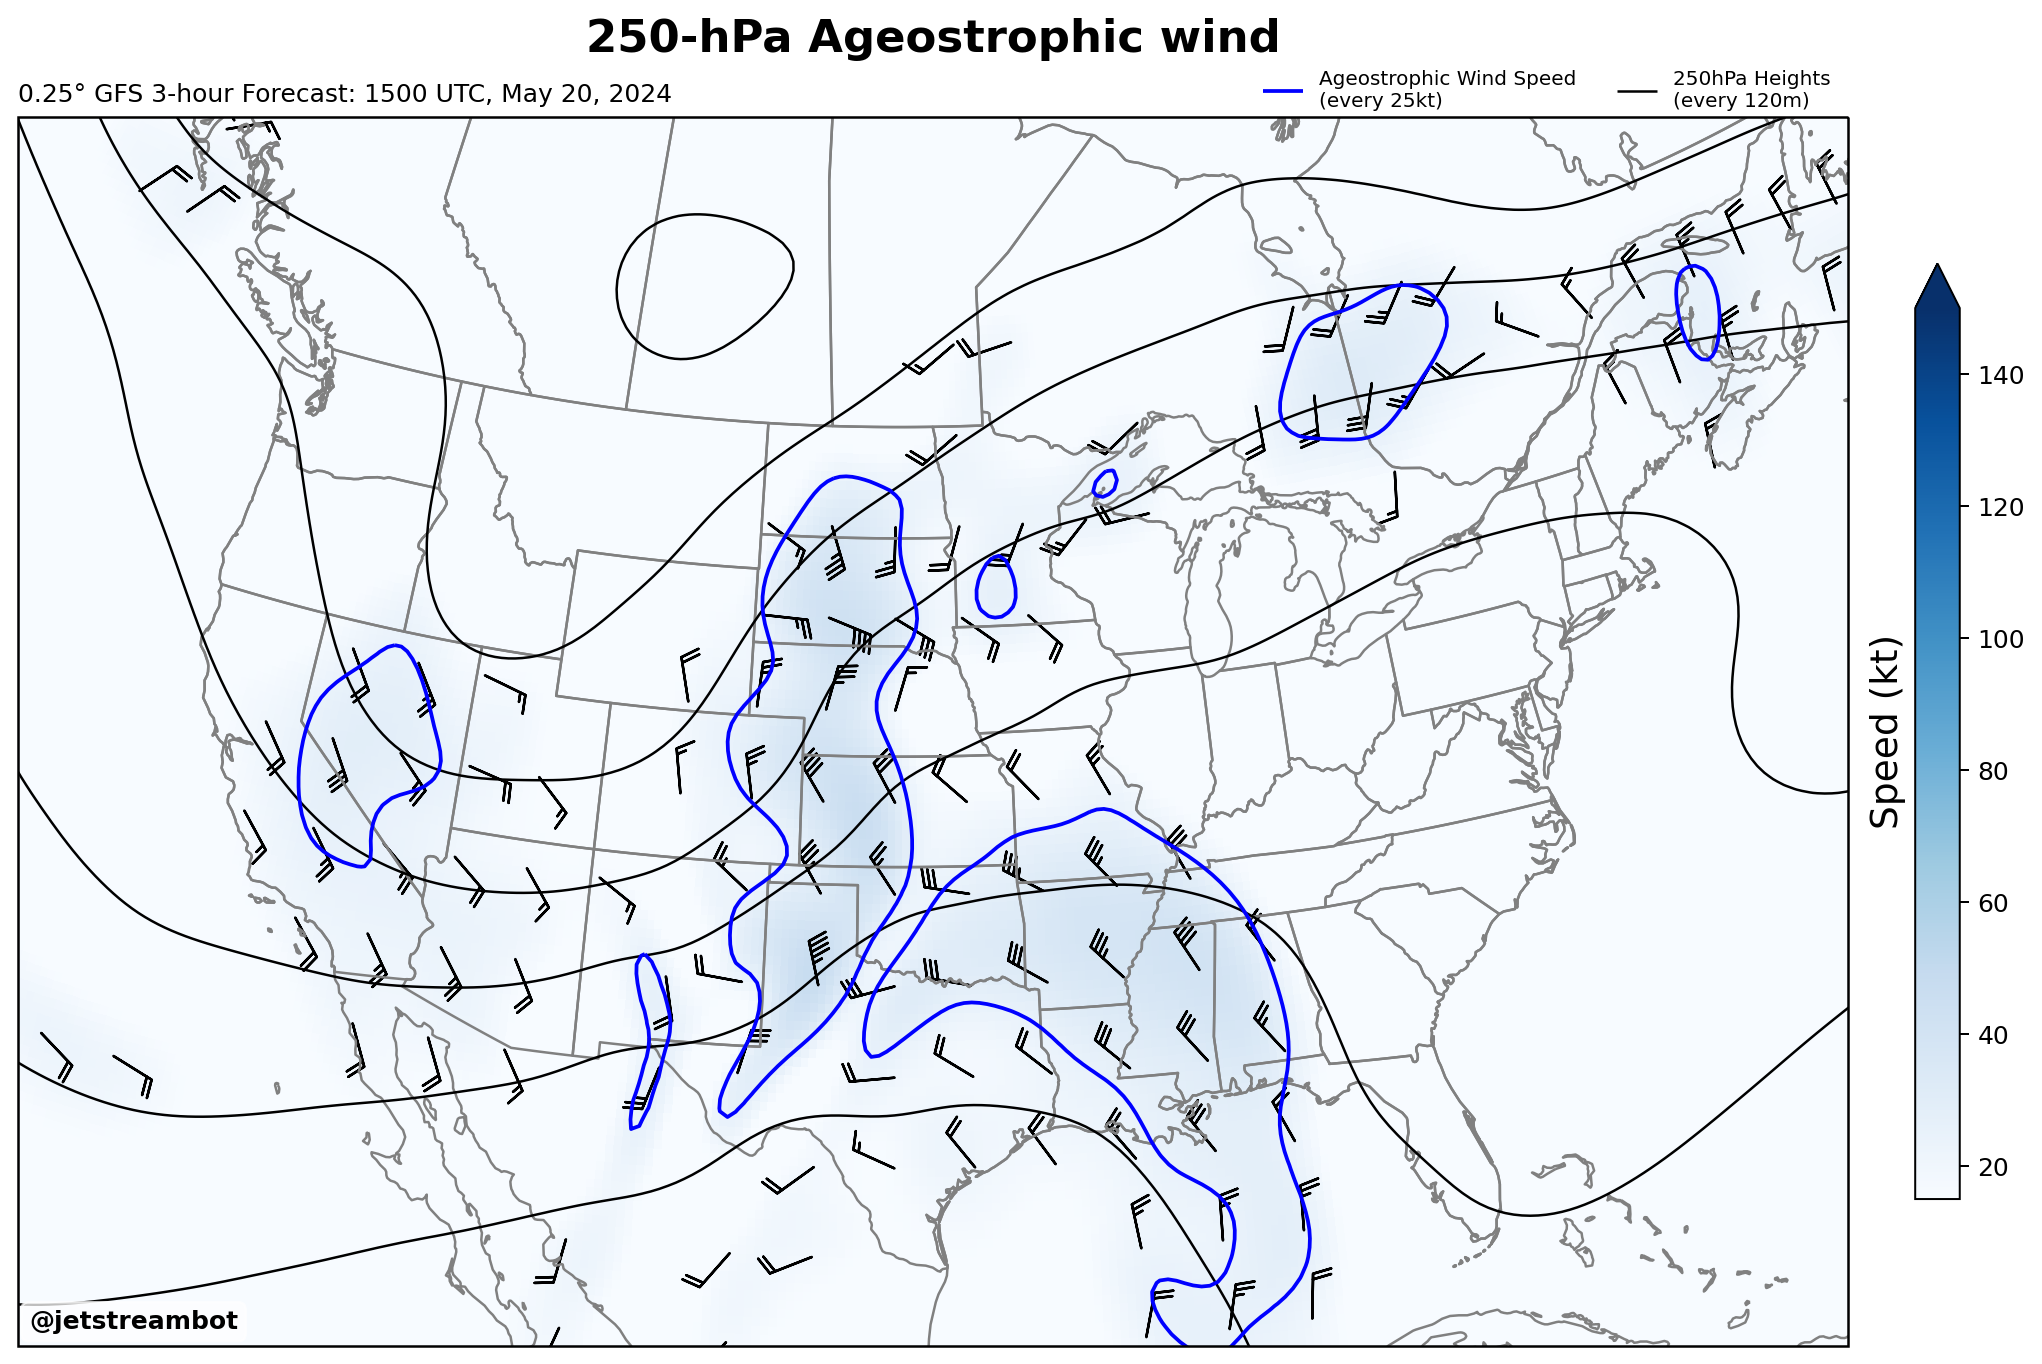 250-hPa Ageostrophic wind
0.25° GFS 3-hour Forecast: 1500 UTC, May 20, 2024
Ageostrophic Wind Speed
(every 25kt)
250hPa Heights
(every 120m)
140
120
100
80
60
40
20
Speed (kt)
@jetstreambot